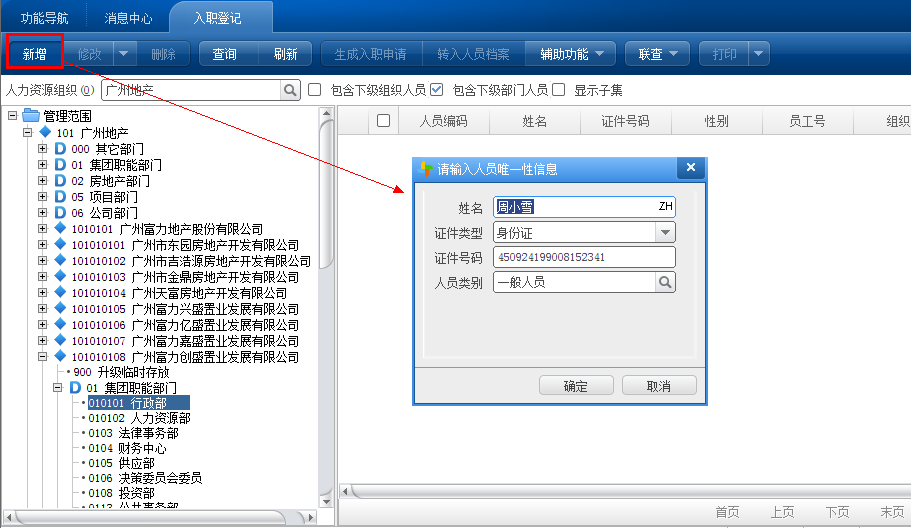 功能导航 消息中心 入职登记
新增 修改 删除 查询 刷新 生成入职申请 转入人员档案 辅助功能 联查 打印
人力资源组织(O) 广州地产 包含下级组织人员 包含下级部门人员 显示子集
管理范围
101 广州地产
000 其它部门
01 集团职能部门
02 房地产部门
05 项目部门
06 公司部门
1010101 广州富力地产股份有限公司
101010101 广州市东园房地产开发有限公司
101010102 广州市吉浩源房地产开发有限公司
101010103 广州市金鼎房地产开发有限公司
101010104 广州天富房地产开发有限公司
101010105 广州富力兴盛置业发展有限公司
101010106 广州富力亿盛置业发展有限公司
101010107 广州富力嘉盛置业发展有限公司
101010108 广州富力创盛置业发展有限公司
900 升级临时存放
01 集团职能部门
010101 行政部
010102 人力资源部
0103 法律事务部
0104 财务中心
0105 供应部
0106 决策委员会委员
0108 投资部
0113 公共事务部
人员编码 姓名 证件号码 性别 员工号 组织
请输入人员唯一性信息
姓名 周小雪 ZH
证件类型 身份证
证件号码 450924199008152341
人员类别 一般人员
确定 取消
首页 上页 下页 末页